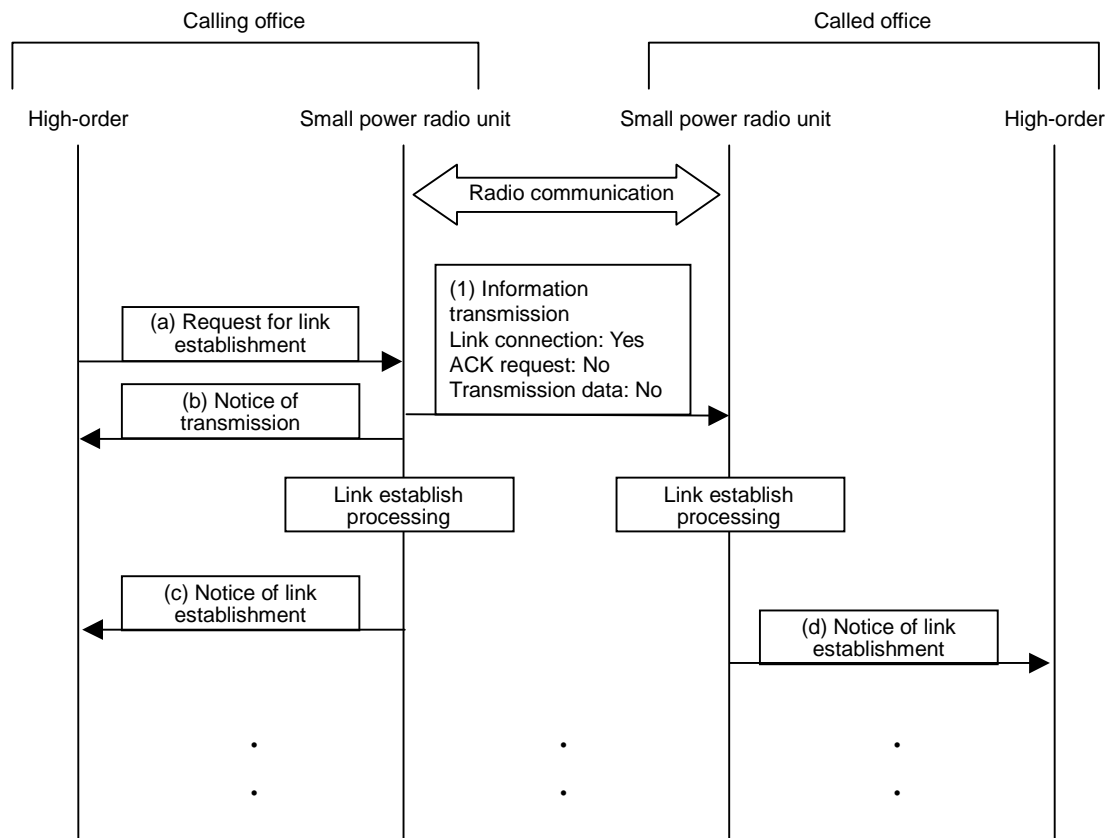 Calling office
Called office
High-order
Small power radio unit
Small power radio unit
High-order
Radio communication
(1) Information
transmission
Link connection: Yes
ACK request: No
Transmission data: No
(a) Request for link
establishment
(b) Notice of
transmission
Link establish
processing
Link establish
processing
(c) Notice of link
establishment
(d) Notice of link
establishment